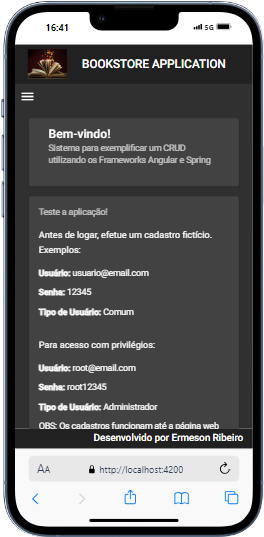 16:41
5G
BOOKSTORE APPLICATION
Bem-vindo!
Sistema para exemplificar um CRUD
utilizando os Frameworks Angular e Spring
Teste a aplicação!
Antes de logar, efetue um cadastro fictício.
Exemplos:
Usuário: usuario@email.com
Senha: 12345
Tipo de Usuário: Comum
Para acesso com privilégios:
Usuário: root@email.com
Senha: root12345
Tipo de Usuário: Administrador
OBS: Os cadastros funcionam até a página web
Desenvolvido por Ermeson Ribeiro
AA
http://localhost:4200